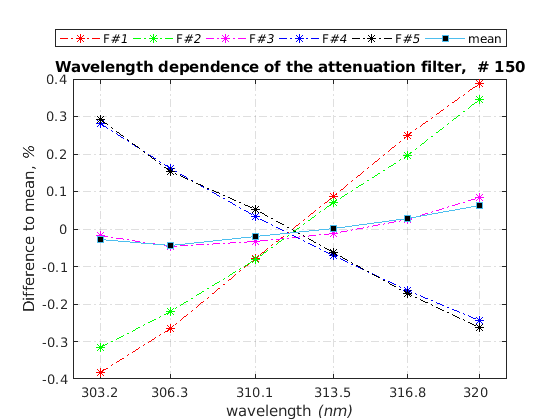 F#1 F#2 F#3 F#4 F#5 mean
Wavelength dependence of the attenuation filter, # 150
0.4
0.3
0.2
0.1
0
-0.1
-0.2
-0.3
-0.4
Difference to mean, %
303.2 306.3 310.1 313.5 316.8 320
wavelength (nm)